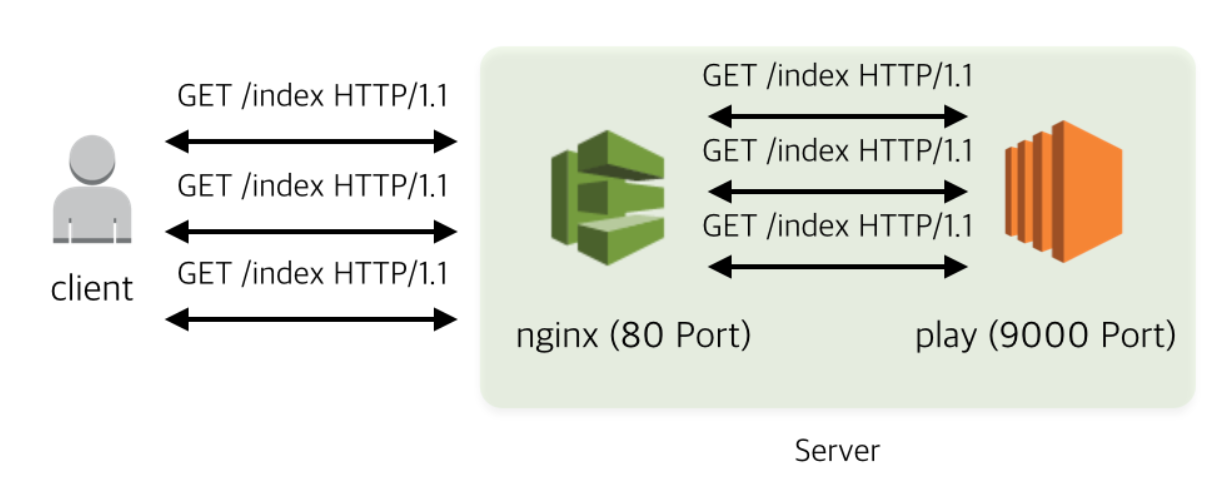 GET /index HTTP/1.1
GET /index HTTP/1.1
GET /index HTTP/1.1
client
GET /index HTTP/1.1
GET /index HTTP/1.1
GET /index HTTP/1.1
nginx (80 Port)
play (9000 Port)
Server